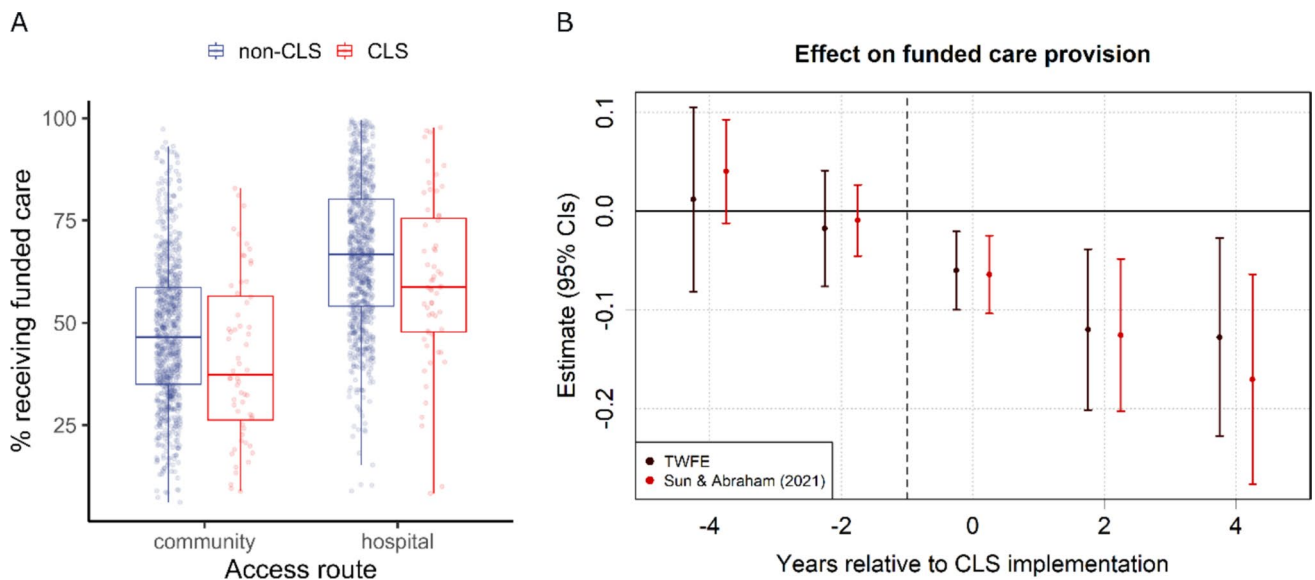 A
non-CLS CLS
% receiving funded care
100
75
50
25
community hospital
Access route
B
Effect on funded care provision
Estimate (95% CIs)
0.1
0.0
-0.1
-0.2
TWFE
Sun & Abraham (2021)
-4 -2 0 2 4
Years relative to CLS implementation